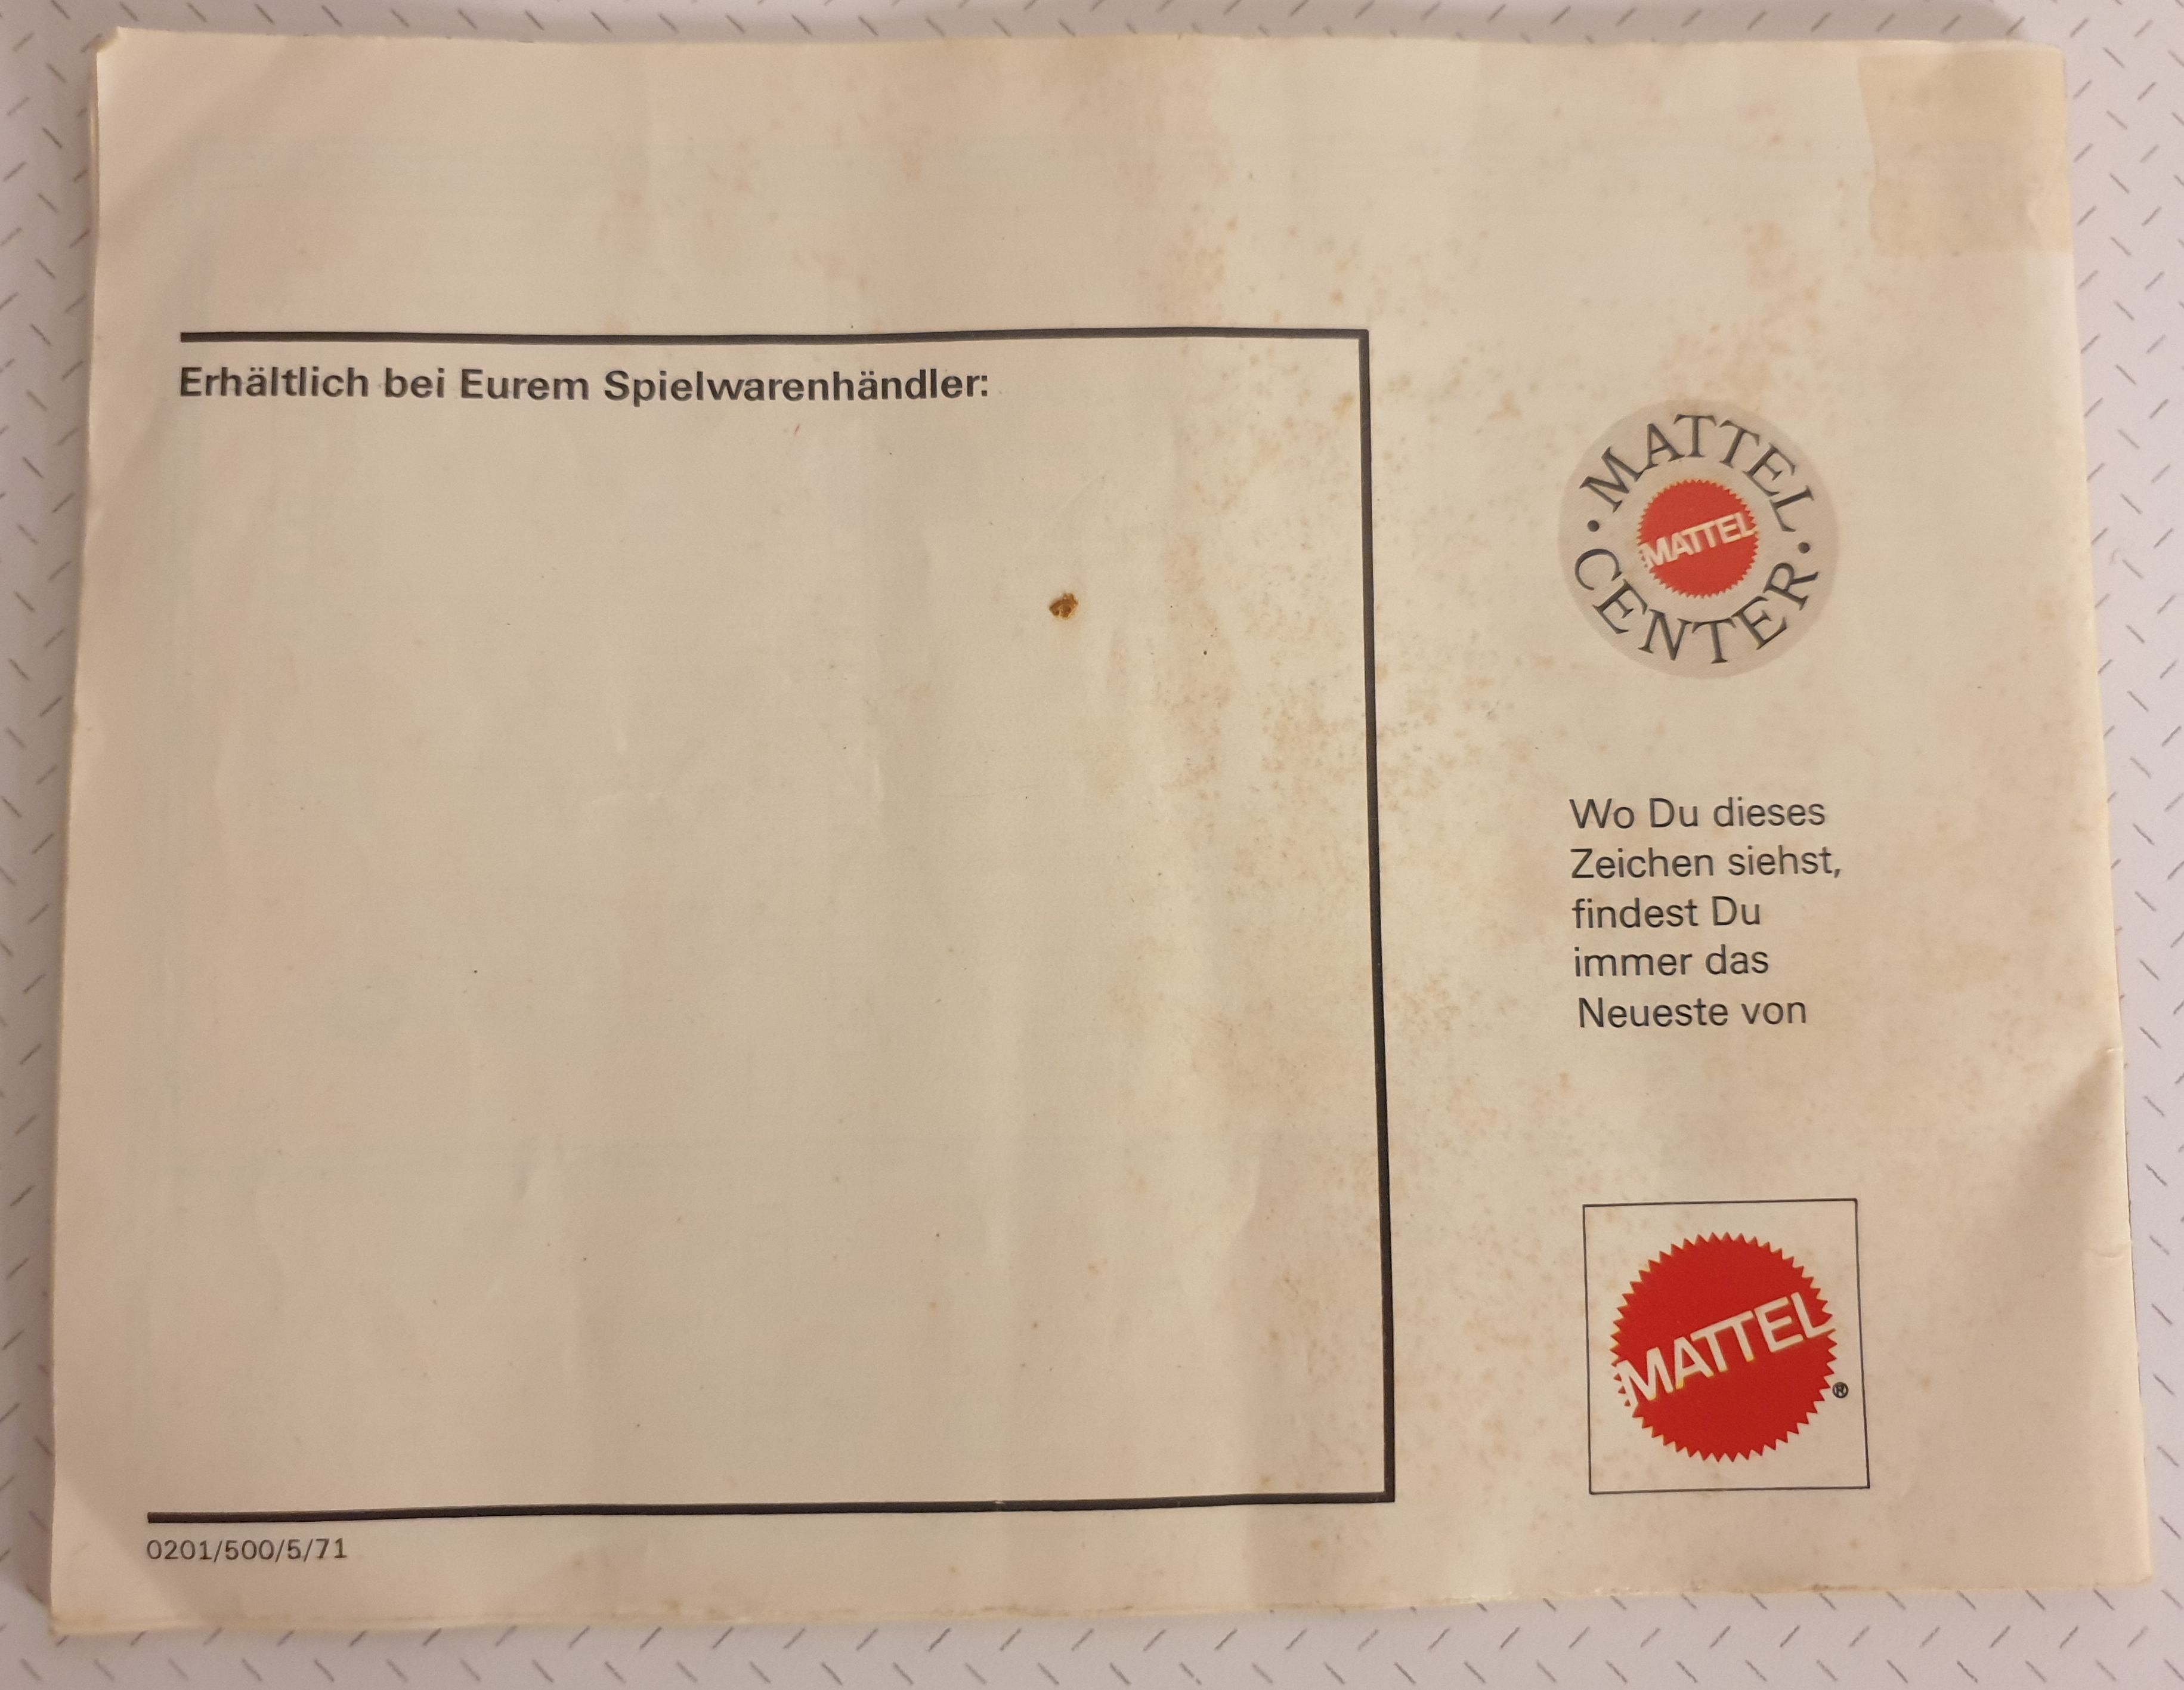 Erhältlich bei Eurem Spielwarenhändler:
· MATTEL ·
MATTEL
CENTER
Wo Du dieses
Zeichen siehst,
findest Du
immer das
Neueste von
MATTEL
®
0201/500/5/71